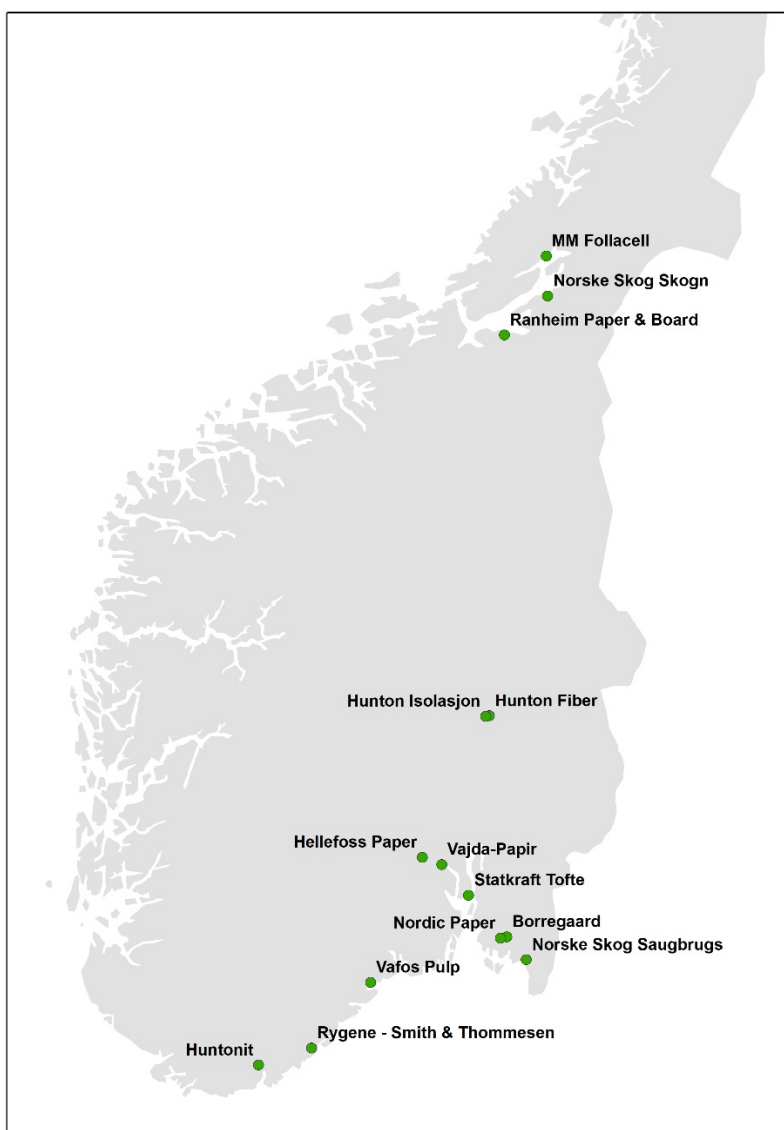 MM Follacell
Norske Skog Skogn
Ranheim Paper & Board
Hunton Isolasjon
Hunton Fiber
Hellefoss Paper
Vajda-Papir
Statkraft Tofte
Nordic Paper
Borregaard
Norske Skog Saugbrugs
Vafos Pulp
Rygene - Smith & Thommesen
Huntonit